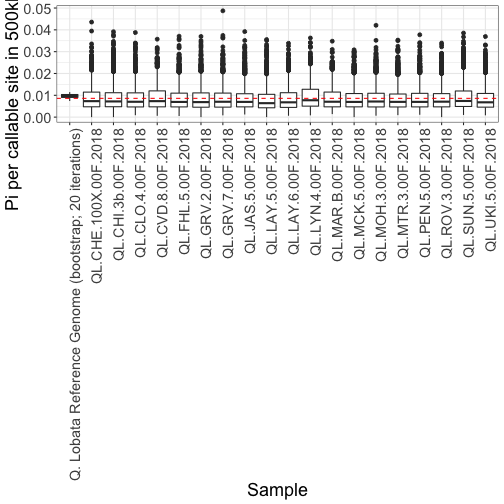 Pi per callable site in 500k
0.05
0.04
0.03
0.02
0.01
0.00
Q. Lobata Reference Genome (bootstrap; 20 iterations)
QL.CHE.100X.00F.2018
QL.CHI.3b.00F.2018
QL.CLO.4.00F.2018
QL.CVD.8.00F.2018
QL.FHL.5.00F.2018
QL.GRV.2.00F.2018
QL.GRV.7.00F.2018
QL.JAS.5.00F.2018
QL.LAY.5.00F.2018
QL.LAY.6.00F.2018
QL.LYN.4.00F.2018
QL.MAR.B.00F.2018
QL.MCK.5.00F.2018
QL.MOH.3.00F.2018
QL.MTR.3.00F.2018
QL.PEN.5.00F.2018
QL.ROV.3.00F.2018
QL.SUN.5.00F.2018
QL.UKI.5.00F.2018
Sample